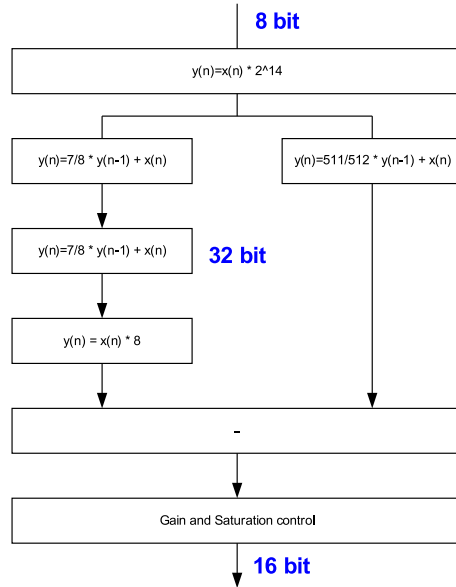 8 bit
y(n)=x(n) * 2^14
y(n)=7/8 * y(n-1) + x(n)
y(n)=511/512 * y(n-1) + x(n)
y(n)=7/8 * y(n-1) + x(n)
32 bit
y(n) = x(n) * 8
-
Gain and Saturation control
16 bit